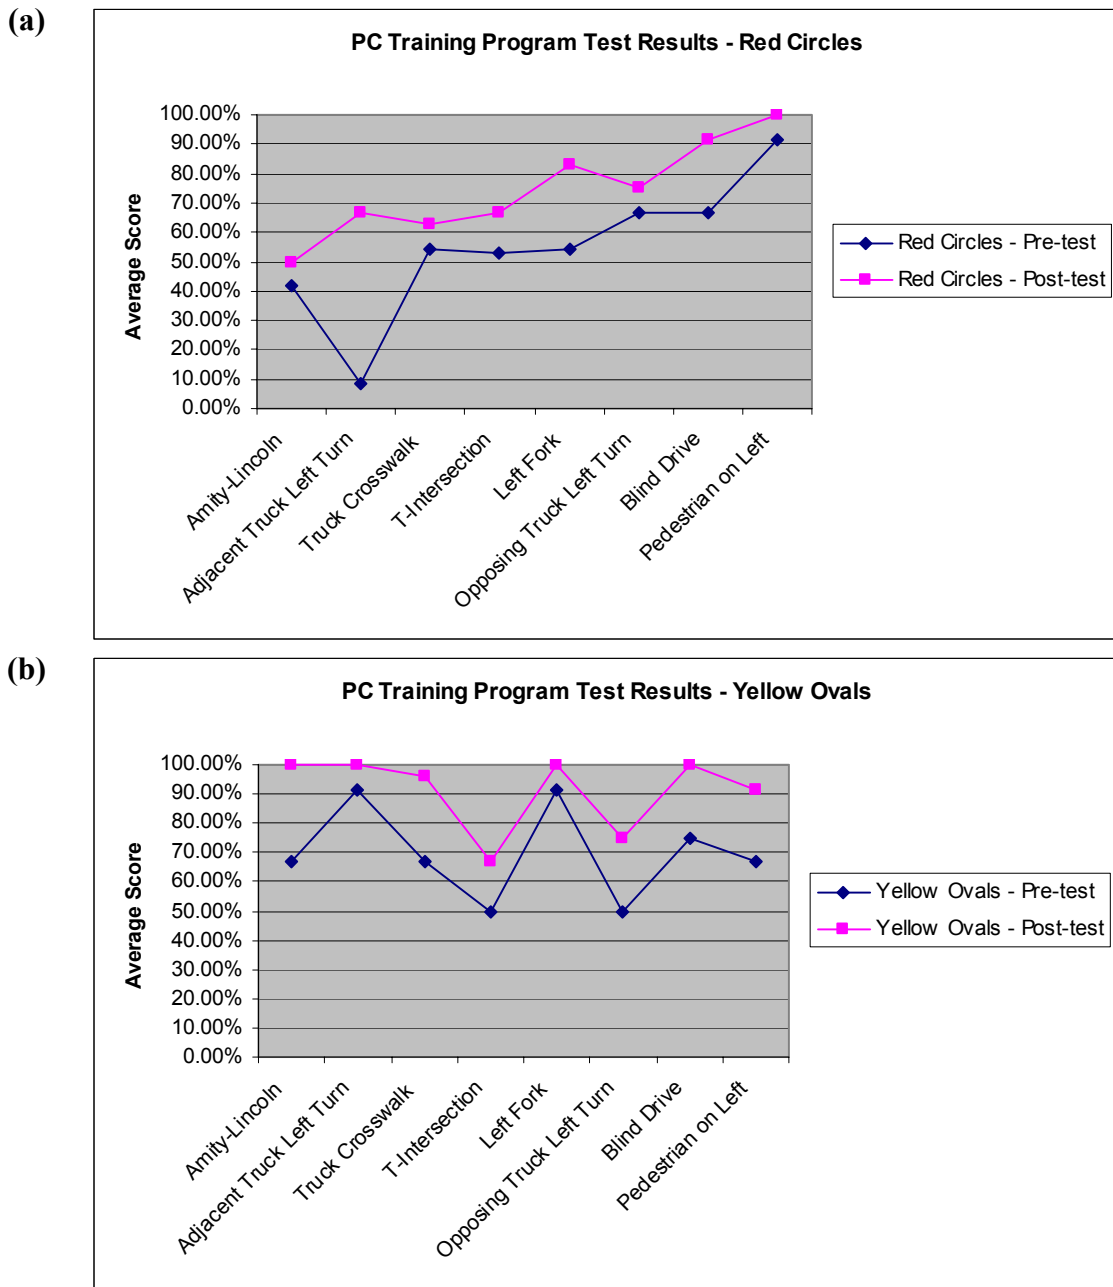 (a)
PC Training Program Test Results - Red Circles
100.00%
90.00%
80.00%
70.00%
60.00%
50.00%
40.00%
30.00%
20.00%
10.00%
0.00%
Average Score
Amity-Lincoln
Adjacent Truck Left Turn
Truck Crosswalk
T-Intersection
Left Fork
Opposing Truck Left Turn
Blind Drive
Pedestrian on Left
Red Circles - Pre-test
Red Circles - Post-test
(b)
PC Training Program Test Results - Yellow Ovals
100.00%
90.00%
80.00%
70.00%
60.00%
50.00%
40.00%
30.00%
20.00%
10.00%
0.00%
Average Score
Amity-Lincoln
Adjacent Truck Left Turn
Truck Crosswalk
T-Intersection
Left Fork
Opposing Truck Left Turn
Blind Drive
Pedestrian on Left
Yellow Ovals - Pre-test
Yellow Ovals - Post-test